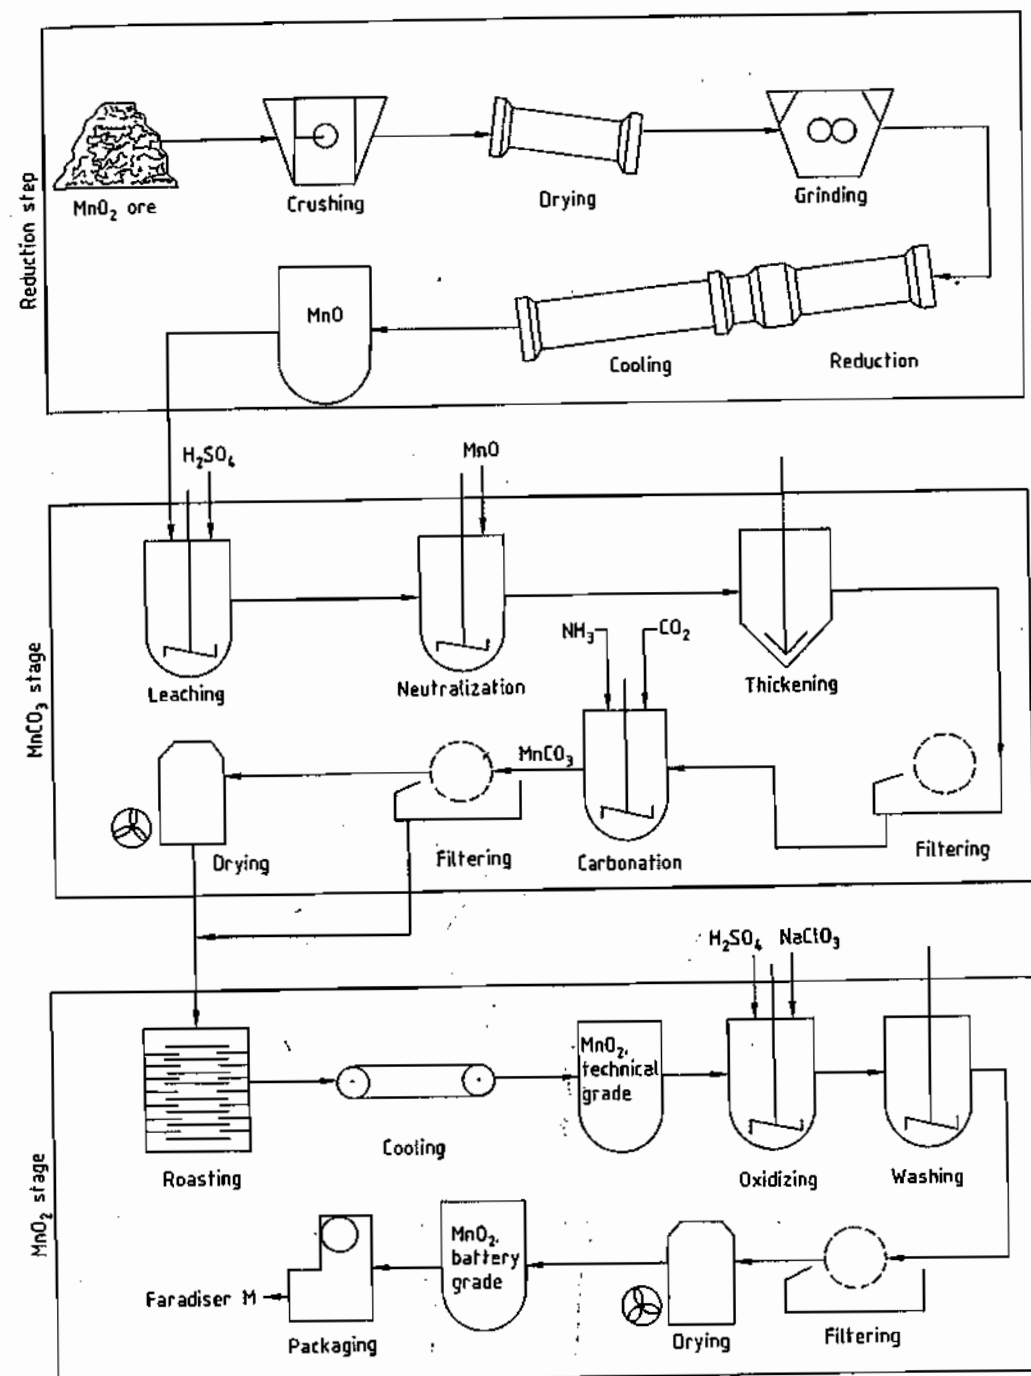 Reduction step
MnO₂ ore
Crushing
Drying
Grinding
MnO
Cooling
Reduction
MnCO₃ stage
H₂SO₄
MnO
Leaching
Neutralization
Thickening
NH₃
CO₂
MnCO₃
Drying
Filtering
Carbonation
Filtering
MnO₂ stage
H₂SO₄
NaClO₃
MnO₂,
technical
grade
Roasting
Cooling
Oxidizing
Washing
MnO₂,
battery
grade
Faradiser M
Packaging
Drying
Filtering